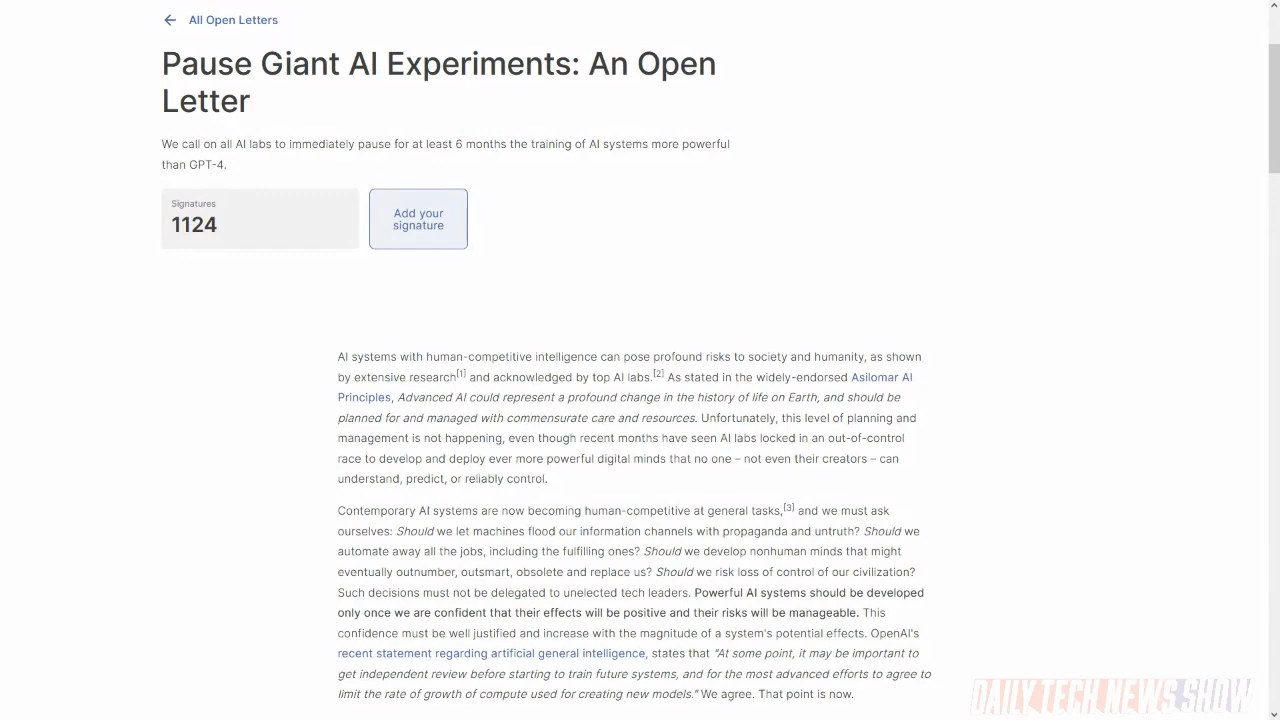 All Open Letters
Pause Giant AI Experiments: An Open
Letter
We call on all AI labs to immediately pause for at least 6 months the training of AI systems more powerful
than GPT-4.
Signatures
1124
Add your
signature
AI systems with human-competitive intelligence can pose profound risks to society and humanity, as shown
by extensive research[1] and acknowledged by top AI labs.[2] As stated in the widely-endorsed Asilomar AI
Principles, Advanced AI could represent a profound change in the history of life on Earth, and should be
planned for and managed with commensurate care and resources. Unfortunately, this level of planning and
management is not happening, even though recent months have seen AI labs locked in an out-of-control
race to develop and deploy ever more powerful digital minds that no one – not even their creators – can
understand, predict, or reliably control.
Contemporary AI systems are now becoming human-competitive at general tasks,[3] and we must ask
ourselves: Should we let machines flood our information channels with propaganda and untruth? Should we
automate away all the jobs, including the fulfilling ones? Should we develop nonhuman minds that might
eventually outnumber, outsmart, obsolete and replace us? Should we risk loss of control of our civilization?
Such decisions must not be delegated to unelected tech leaders. Powerful AI systems should be developed
only once we are confident that their effects will be positive and their risks will be manageable. This
confidence must be well justified and increase with the magnitude of a system's potential effects. OpenAI's
recent statement regarding artificial general intelligence, states that "At some point, it may be important to
get independent review before starting to train future systems, and for the most advanced efforts to agree to
limit the rate of growth of compute used for creating new models." We agree. That point is now.
DAILY TECH NEWS SHOW